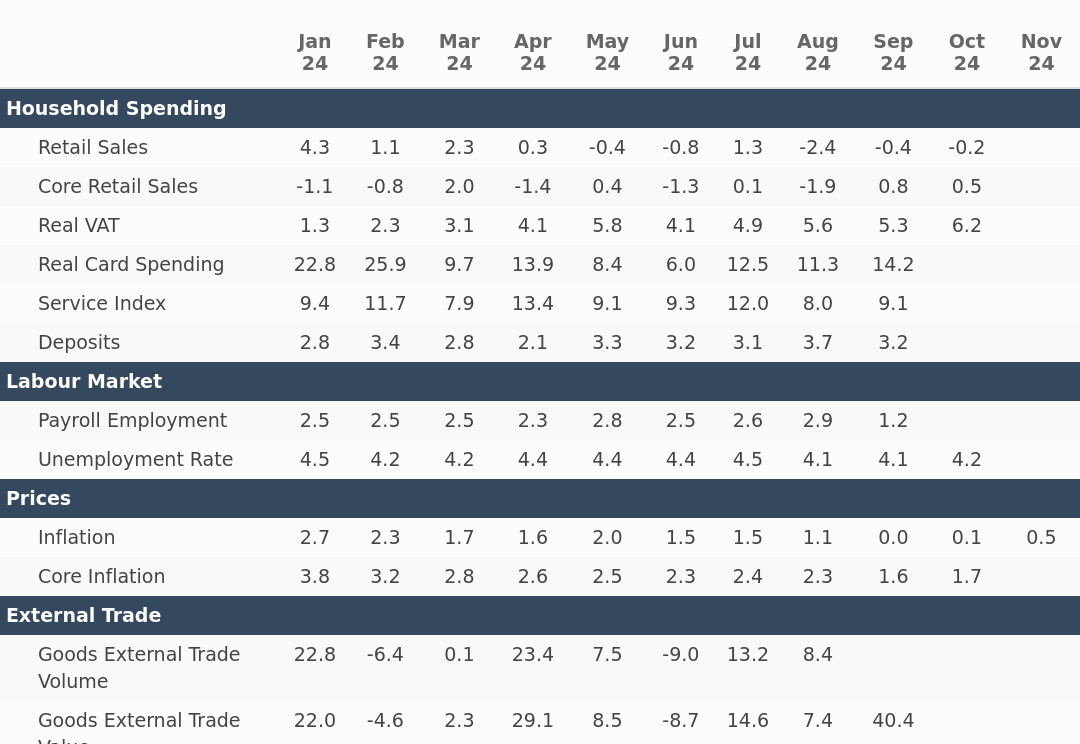 Jan Feb Mar Apr May Jun Jul Aug Sep Oct Nov
24 24 24 24 24 24 24 24 24 24 24
Household Spending
Retail Sales 4.3 1.1 2.3 0.3 -0.4 -0.8 1.3 -2.4 -0.4 -0.2
Core Retail Sales -1.1 -0.8 2.0 -1.4 0.4 -1.3 0.1 -1.9 0.8 0.5
Real VAT 1.3 2.3 3.1 4.1 5.8 4.1 4.9 5.6 5.3 6.2
Real Card Spending 22.8 25.9 9.7 13.9 8.4 6.0 12.5 11.3 14.2
Service Index 9.4 11.7 7.9 13.4 9.1 9.3 12.0 8.0 9.1
Deposits 2.8 3.4 2.8 2.1 3.3 3.2 3.1 3.7 3.2
Labour Market
Payroll Employment 2.5 2.5 2.5 2.3 2.8 2.5 2.6 2.9 1.2
Unemployment Rate 4.5 4.2 4.2 4.4 4.4 4.4 4.5 4.1 4.1 4.2
Prices
Inflation 2.7 2.3 1.7 1.6 2.0 1.5 1.5 1.1 0.0 0.1 0.5
Core Inflation 3.8 3.2 2.8 2.6 2.5 2.3 2.4 2.3 1.6 1.7
External Trade
Goods External Trade 22.8 -6.4 0.1 23.4 7.5 -9.0 13.2 8.4
Volume
Goods External Trade 22.0 -4.6 2.3 29.1 8.5 -8.7 14.6 7.4 40.4